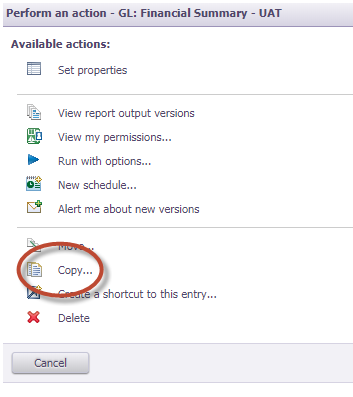 Perform an action - GL: Financial Summary - UAT
Available actions:
Set properties
View report output versions
View my permissions...
Run with options...
New schedule...
Alert me about new versions
Move...
Copy...
Create a shortcut to this entry...
Delete
Cancel